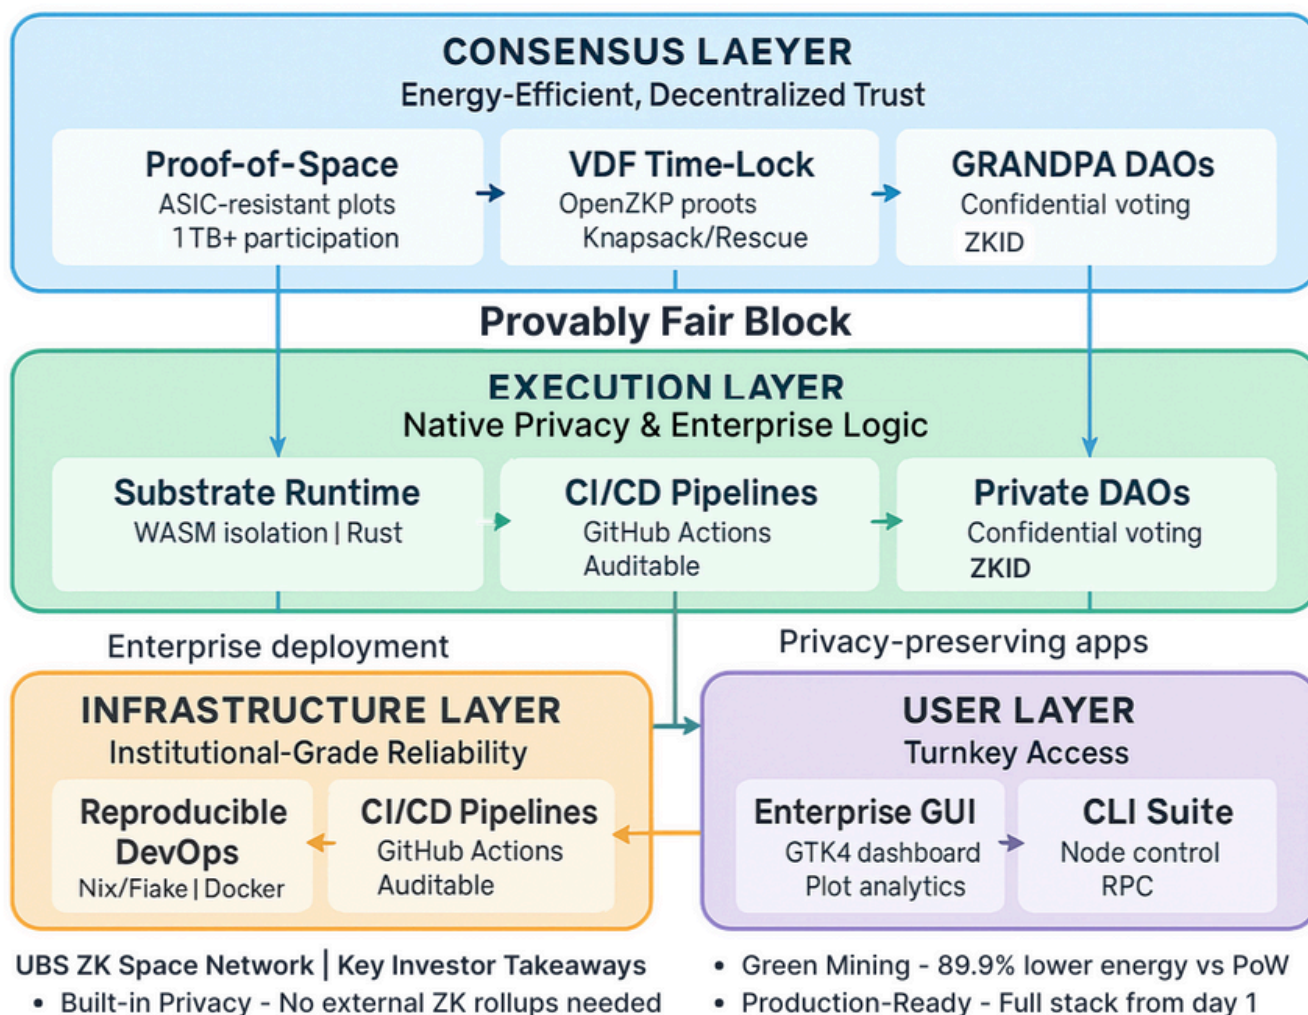 CONSENSUS LAEYER
Energy-Efficient, Decentralized Trust
Proof-of-Space
ASIC-resistant plots
1TB+ participation
VDF Time-Lock
OpenZKP proots
Knapsack/Rescue
GRANDPA DAOs
Confidential voting
ZKID
Provably Fair Block
EXECUTION LAYER
Native Privacy & Enterprise Logic
Substrate Runtime
WASM isolation | Rust
CI/CD Pipelines
GitHub Actions
Auditable
Private DAOs
Confidential voting
ZKID
Enterprise deployment
Privacy-preserving apps
INFRASTRUCTURE LAYER
Institutional-Grade Reliability
Reproducible
DevOps
Nix/Fiake | Docker
CI/CD Pipelines
GitHub Actions
Auditable
USER LAYER
Turnkey Access
Enterprise GUI
GTK4 dashboard
Plot analytics
CLI Suite
Node control
RPC
UBS ZK Space Network | Key Investor Takeaways
• Built-in Privacy - No external ZK rollups needed
• Green Mining - 89.9% lower energy vs PoW
• Production-Ready - Full stack from day 1